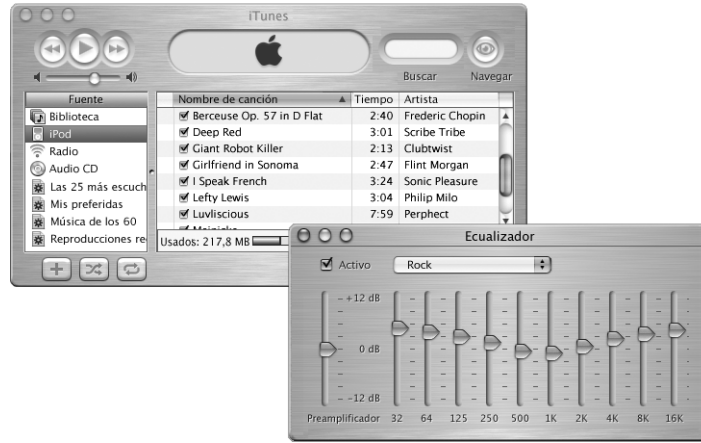 iTunes
Buscar Navegar
Fuente
Biblioteca
iPod
Radio
Audio CD
Las 25 más escuch
Mis preferidas
Música de los 60
Reproducciones re
Nombre de canción Tiempo Artista
Berceuse Op. 57 in D Flat 2:40 Frederic Chopin
Deep Red 3:01 Scribe Tribe
Giant Robot Killer 2:13 Clubtwist
Girlfriend in Sonoma 2:47 Flint Morgan
I Speak French 3:24 Sonic Pleasure
Lefty Lewis 3:04 Philip Milo
Luvliscious 7:59 Perphect
Usados: 217,8 MB
Ecualizador
Activo Rock
+12 dB
0 dB
-12 dB
Preamplificador 32 64 125 250 500 1K 2K 4K 8K 16K